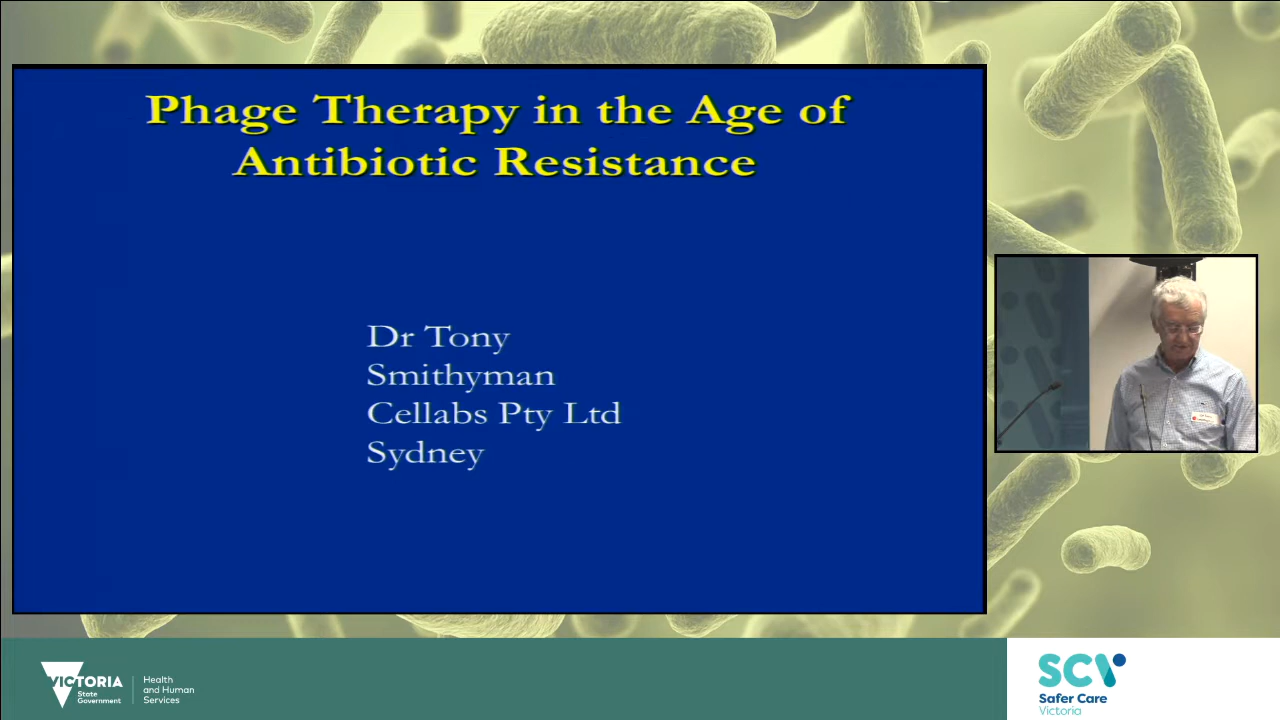 Phage Therapy in the Age of
Antibiotic Resistance
Dr Tony
Smithyman
Cellabs Pty Ltd
Sydney
VICTORIA
State
Government
Health
and Human
Services
SCV
Safer Care
Victoria